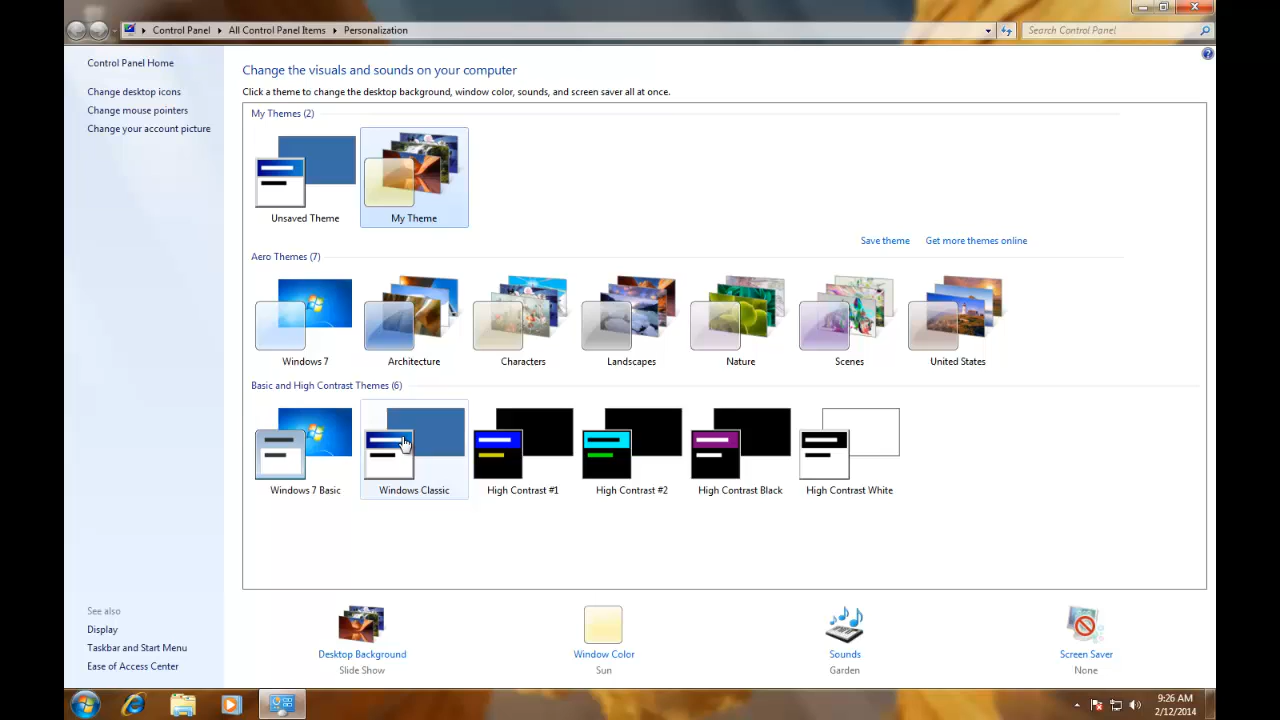 Control Panel All Control Panel Items Personalization
Search Control Panel
Control Panel Home
Change desktop icons
Change mouse pointers
Change your account picture
Change the visuals and sounds on your computer
Click a theme to change the desktop background, window color, sounds, and screen saver all at once.
My Themes (2)
Unsaved Theme My Theme
Save theme Get more themes online
Aero Themes (7)
Windows 7 Architecture Characters Landscapes Nature Scenes United States
Basic and High Contrast Themes (6)
Windows 7 Basic Windows Classic High Contrast #1 High Contrast #2 High Contrast Black High Contrast White
See also
Display
Taskbar and Start Menu
Ease of Access Center
Desktop Background Window Color Sounds Screen Saver
Slide Show Sun Garden None
9:26 AM
2/12/2014